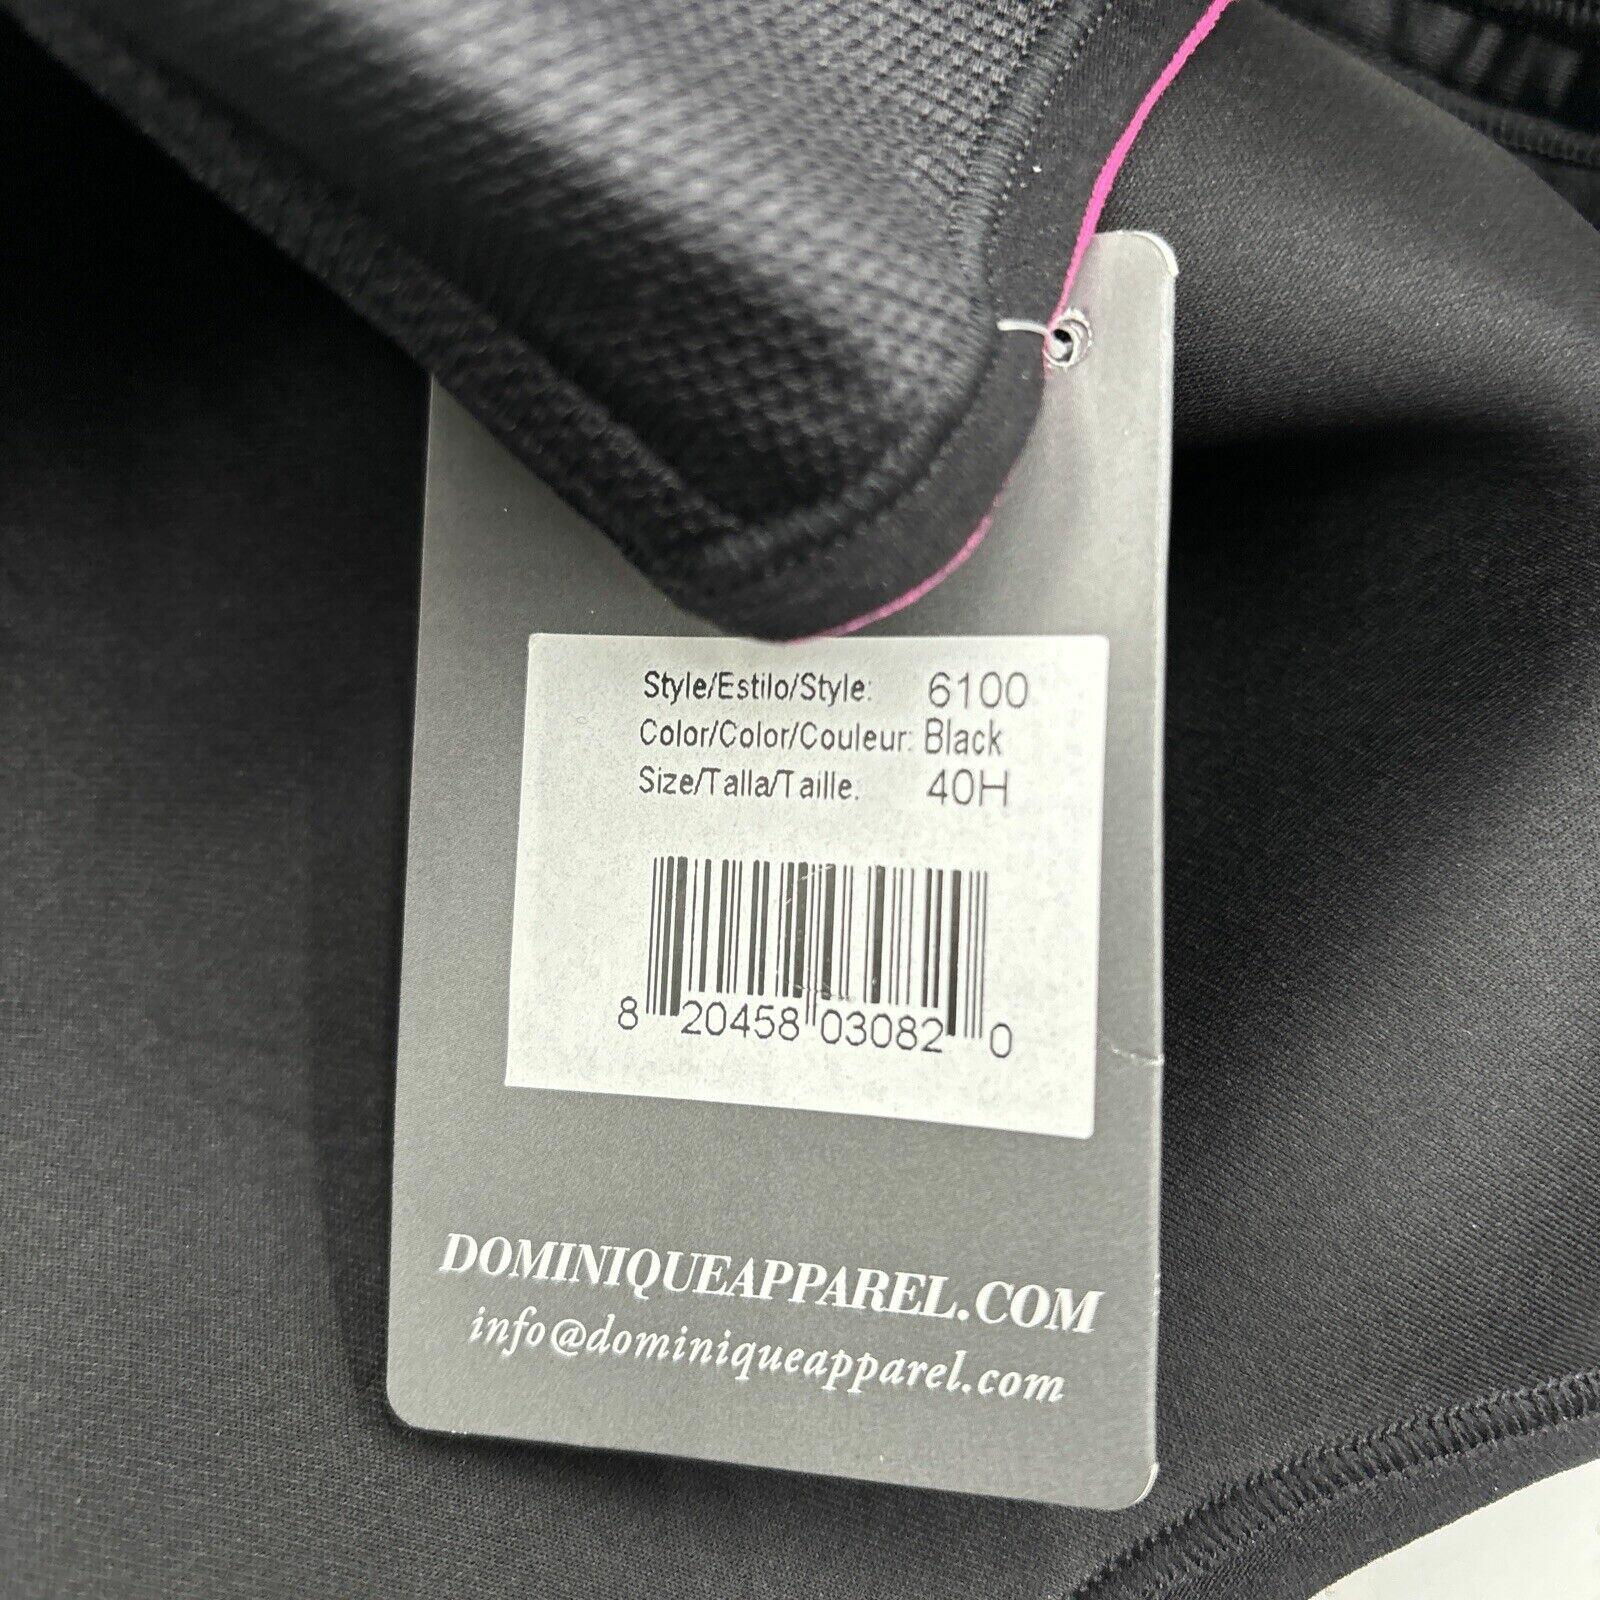 Style/Estilo/Style: 6100
Color/Color/Couleur: Black
Size/Talla/Taille. 40H
8 20458 03082 0
DOMINIQUEAPPAREL.COM
info@dominiqueapparel.com